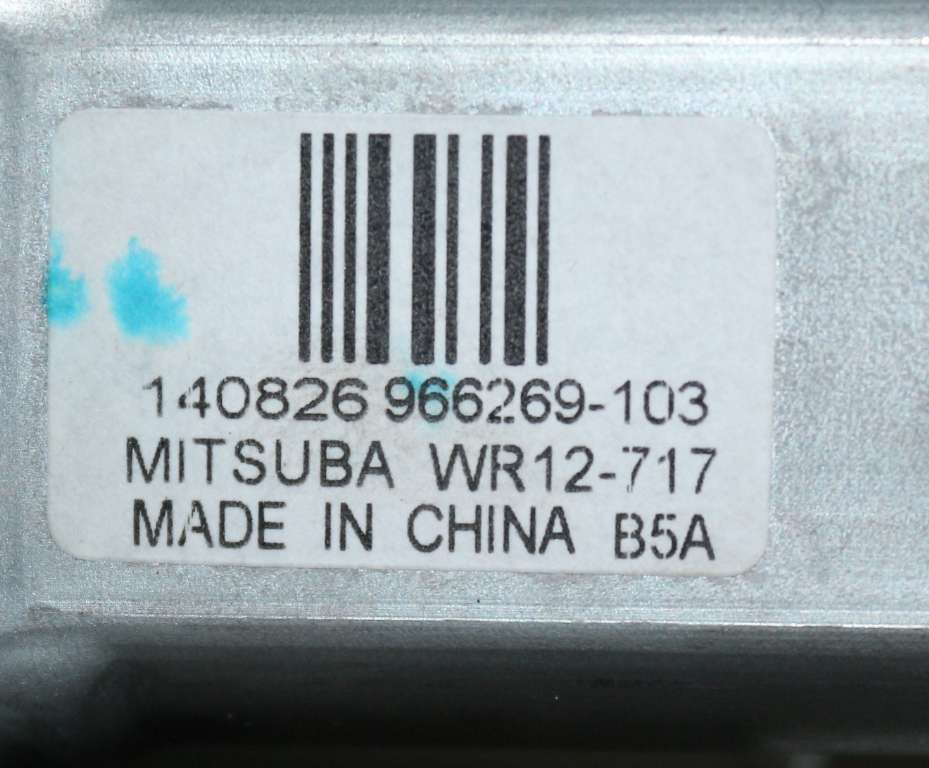 140826 966269-103
MITSUBA WR12-717
MADE IN CHINA B5A